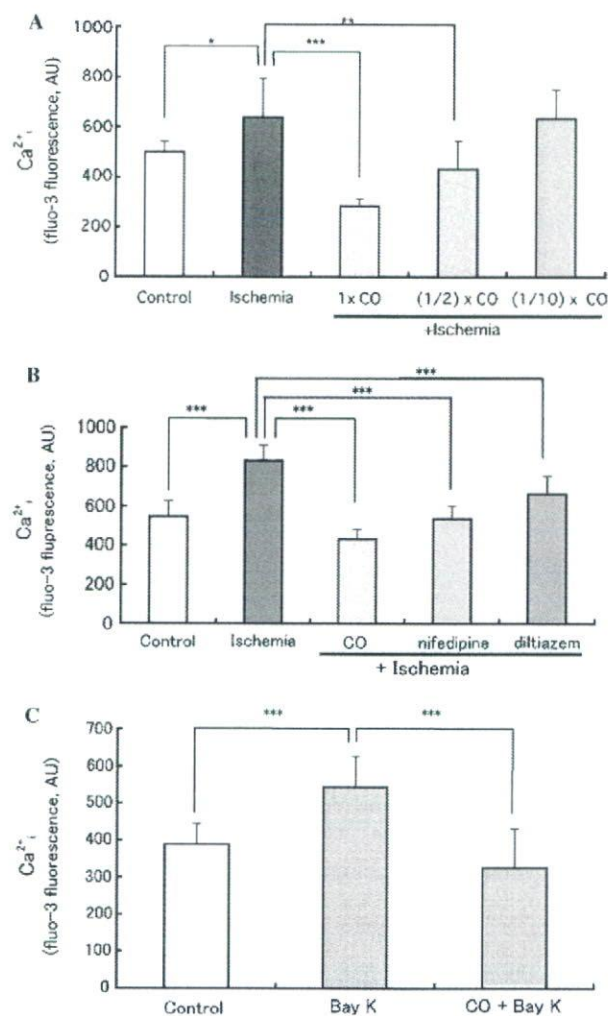 A
1000
800
600
400
200
0
Ca²⁺ᵢ
(fluo-3 fluorescence, AU)
*
***
**
Control Ischemia 1x CO (1/2) x CO (1/10) x CO
+Ischemia
B
1000
800
600
400
200
0
Ca²⁺ᵢ
(fluo-3 fluprescence, AU)
***
***
***
***
Control Ischemia CO nifedipine diltiazem
+ Ischemia
C
700
600
500
400
300
200
100
0
Ca²⁺ᵢ
(fluo-3 fluorescence, AU)
*** ***
Control Bay K CO + Bay K